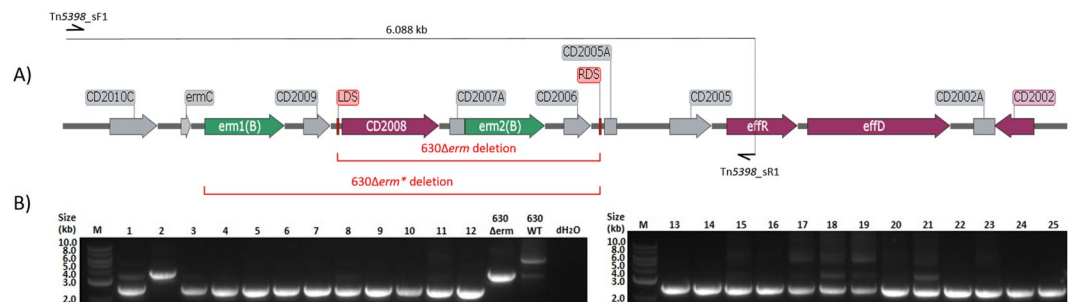 Tn5398_sF1
6.088 kb
A)
CD2005A
RDS
CD2010C ermC CD2009 LDS CD2007A CD2006 CD2005 CD2002A CD2002
erm1(B) CD2008 erm2(B) effR effD
630Δerm deletion
Tn5398_sR1
630Δerm* deletion
B)
Size (kb) M 1 2 3 4 5 6 7 8 9 10 11 12 630 Δerm 630 WT dH2O
10.0
8.0
6.0
5.0
4.0
3.0
2.0
Size (kb) M 13 14 15 16 17 18 19 20 21 22 23 24 25
10.0
8.0
6.0
5.0
4.0
3.0
2.0